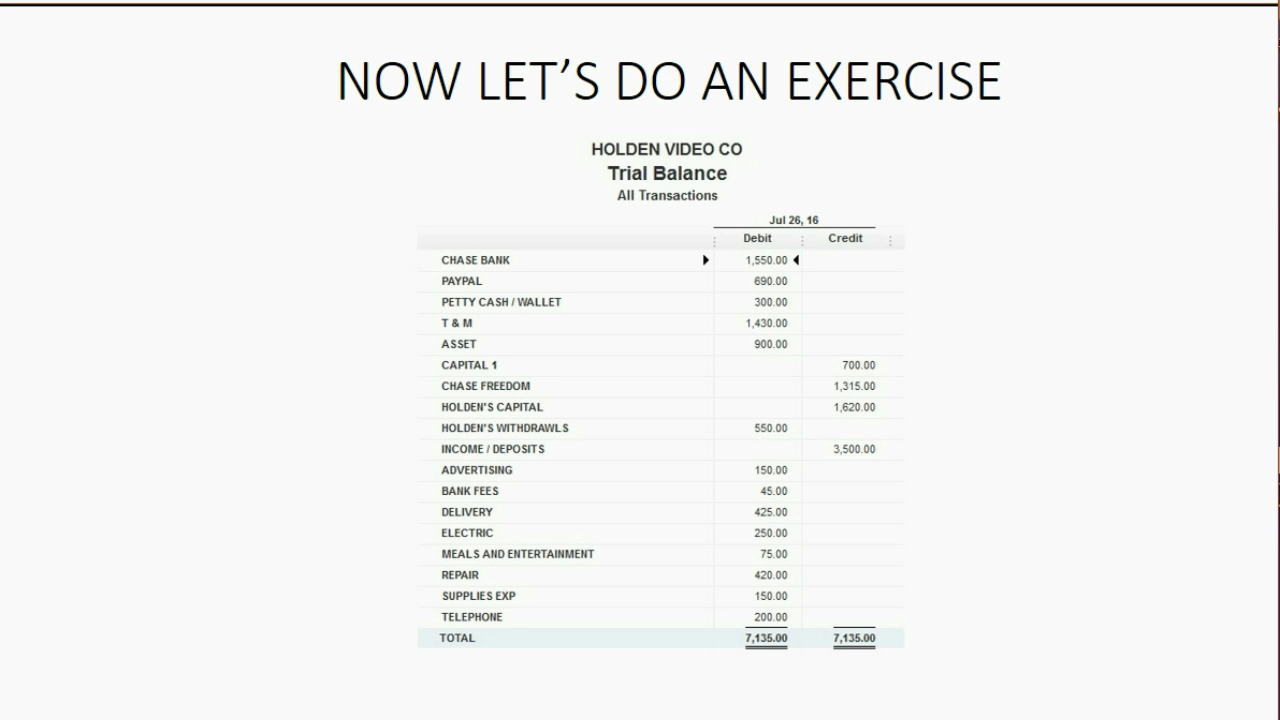 NOW LET'S DO AN EXERCISE
HOLDEN VIDEO CO
Trial Balance
All Transactions
Jul 26, 16
Debit Credit
CHASE BANK 1,550.00
PAYPAL 690.00
PETTY CASH / WALLET 300.00
T & M 1,430.00
ASSET 900.00
CAPITAL 1 700.00
CHASE FREEDOM 1,315.00
HOLDEN'S CAPITAL 1,620.00
HOLDEN'S WITHDRAWLS 550.00
INCOME / DEPOSITS 3,500.00
ADVERTISING 150.00
BANK FEES 45.00
DELIVERY 425.00
ELECTRIC 250.00
MEALS AND ENTERTAINMENT 75.00
REPAIR 420.00
SUPPLIES EXP 150.00
TELEPHONE 200.00
TOTAL 7,135.00 7,135.00